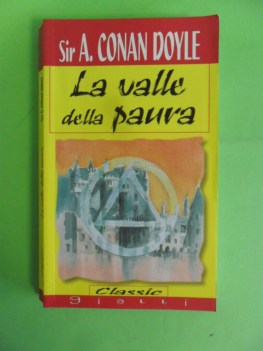 Sir A. CONAN DOYLE
La valle
della paura
Classic
gialli